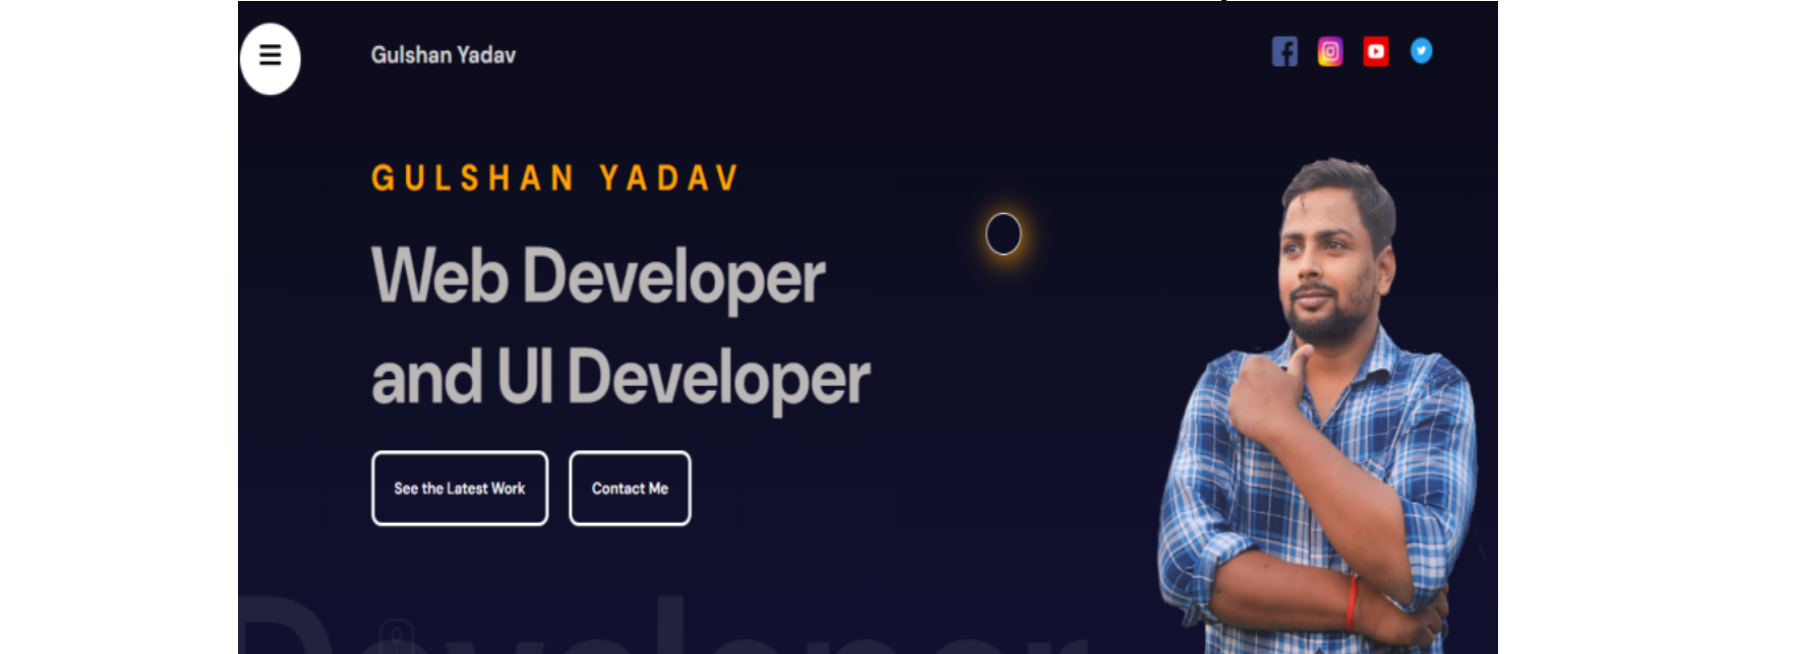 Gulshan Yadav
GULSHAN YADAV
Web Developer
and UI Developer
See the Latest Work
Contact Me
Developer